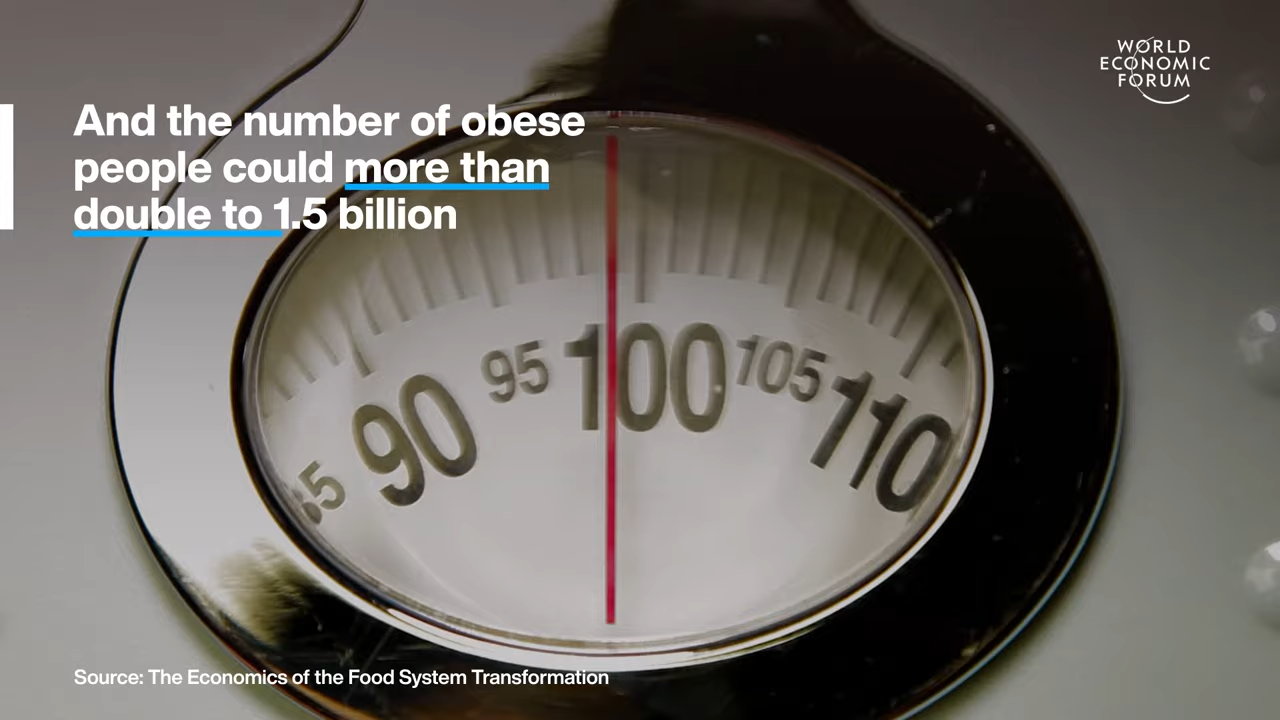 WORLD
ECONOMIC
FORUM
And the number of obese
people could more than
double to 1.5 billion
90
95
100
105
110
Source: The Economics of the Food System Transformation